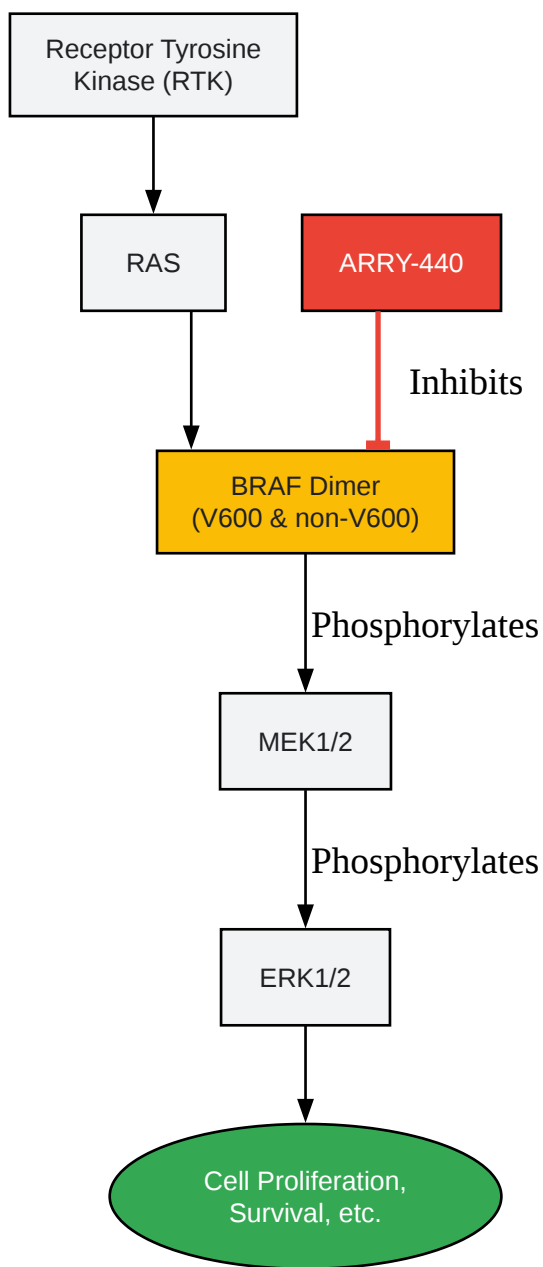 Receptor Tyrosine
Kinase (RTK)
RAS
ARRY-440
Inhibits
BRAF Dimer
(V600 & non-V600)
Phosphorylates
MEK1/2
Phosphorylates
ERK1/2
Cell Proliferation,
Survival, etc.